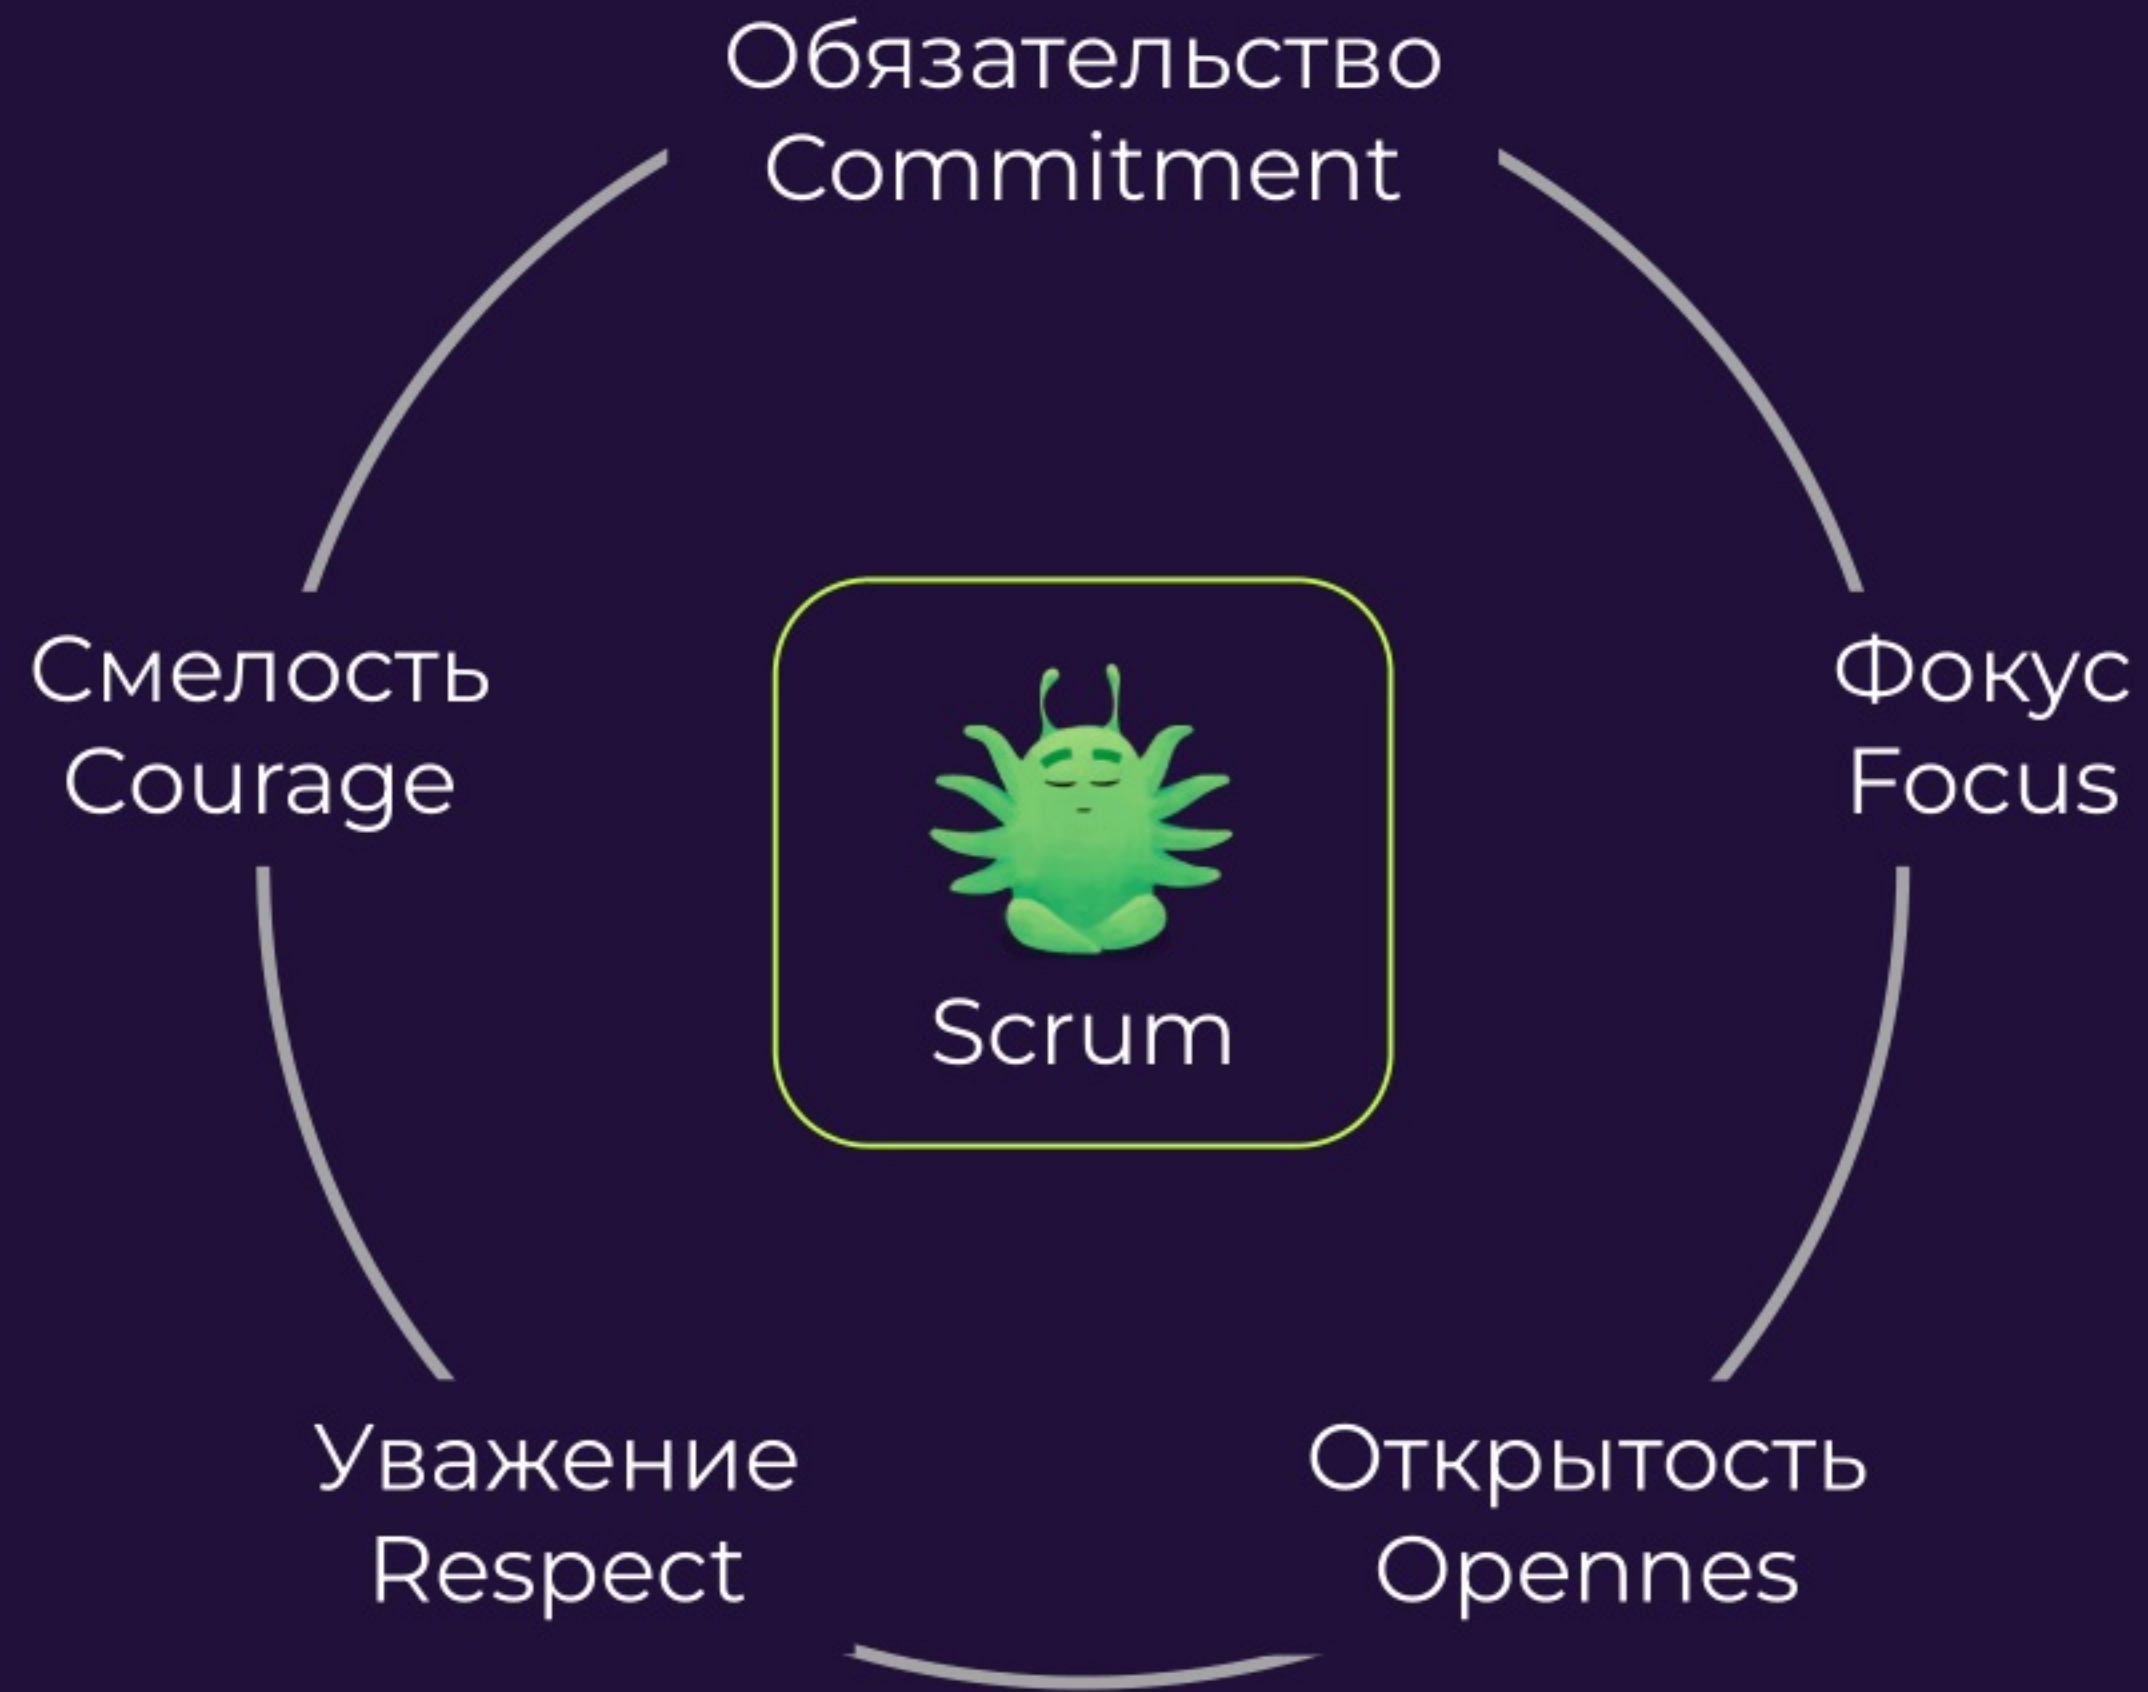 Обязательство
Commitment
Смелость
Courage
Фокус
Focus
Scrum
Уважение
Respect
Открытость
Opennes